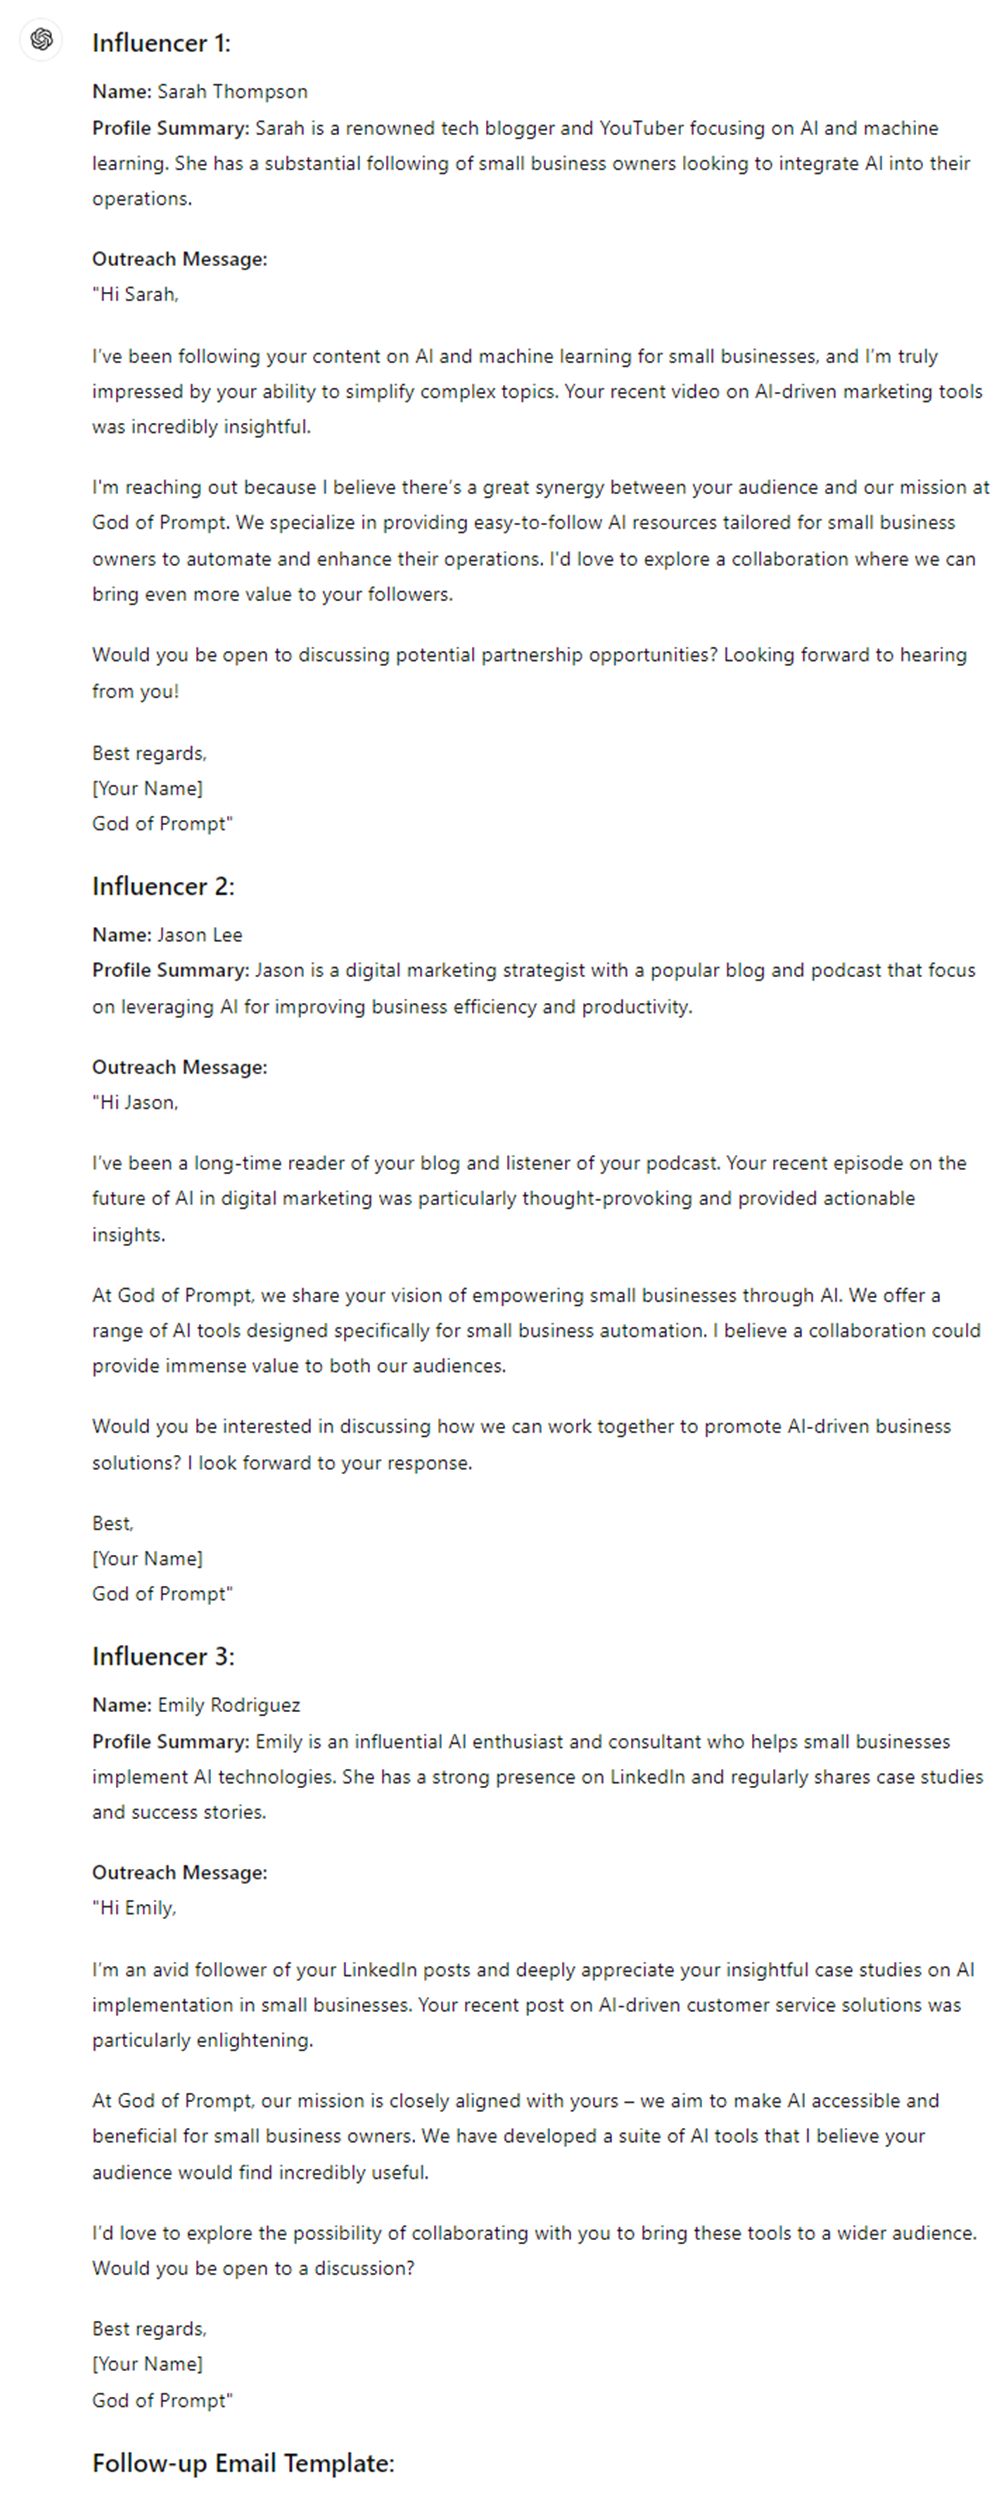 Influencer 1:
Name: Sarah Thompson
Profile Summary: Sarah is a renowned tech blogger and YouTuber focusing on AI and machine
learning. She has a substantial following of small business owners looking to integrate AI into their
operations.
Outreach Message:
"Hi Sarah,
I've been following your content on AI and machine learning for small businesses, and I'm truly
impressed by your ability to simplify complex topics. Your recent video on AI-driven marketing tools
was incredibly insightful.
I'm reaching out because I believe there's a great synergy between your audience and our mission at
God of Prompt. We specialize in providing easy-to-follow AI resources tailored for small business
owners to automate and enhance their operations. I'd love to explore a collaboration where we can
bring even more value to your followers.
Would you be open to discussing potential partnership opportunities? Looking forward to hearing
from you!
Best regards,
[Your Name]
God of Prompt"
Influencer 2:
Name: Jason Lee
Profile Summary: Jason is a digital marketing strategist with a popular blog and podcast that focus
on leveraging AI for improving business efficiency and productivity.
Outreach Message:
"Hi Jason,
I've been a long-time reader of your blog and listener of your podcast. Your recent episode on the
future of AI in digital marketing was particularly thought-provoking and provided actionable
insights.
At God of Prompt, we share your vision of empowering small businesses through AI. We offer a
range of AI tools designed specifically for small business automation. I believe a collaboration could
provide immense value to both our audiences.
Would you be interested in discussing how we can work together to promote AI-driven business
solutions? I look forward to your response.
Best,
[Your Name]
God of Prompt"
Influencer 3:
Name: Emily Rodriguez
Profile Summary: Emily is an influential AI enthusiast and consultant who helps small businesses
implement AI technologies. She has a strong presence on LinkedIn and regularly shares case studies
and success stories.
Outreach Message:
"Hi Emily,
I'm an avid follower of your LinkedIn posts and deeply appreciate your insightful case studies on AI
implementation in small businesses. Your recent post on AI-driven customer service solutions was
particularly enlightening.
At God of Prompt, our mission is closely aligned with yours – we aim to make AI accessible and
beneficial for small business owners. We have developed a suite of AI tools that I believe your
audience would find incredibly useful.
I'd love to explore the possibility of collaborating with you to bring these tools to a wider audience.
Would you be open to a discussion?
Best regards,
[Your Name]
God of Prompt"
Follow-up Email Template: